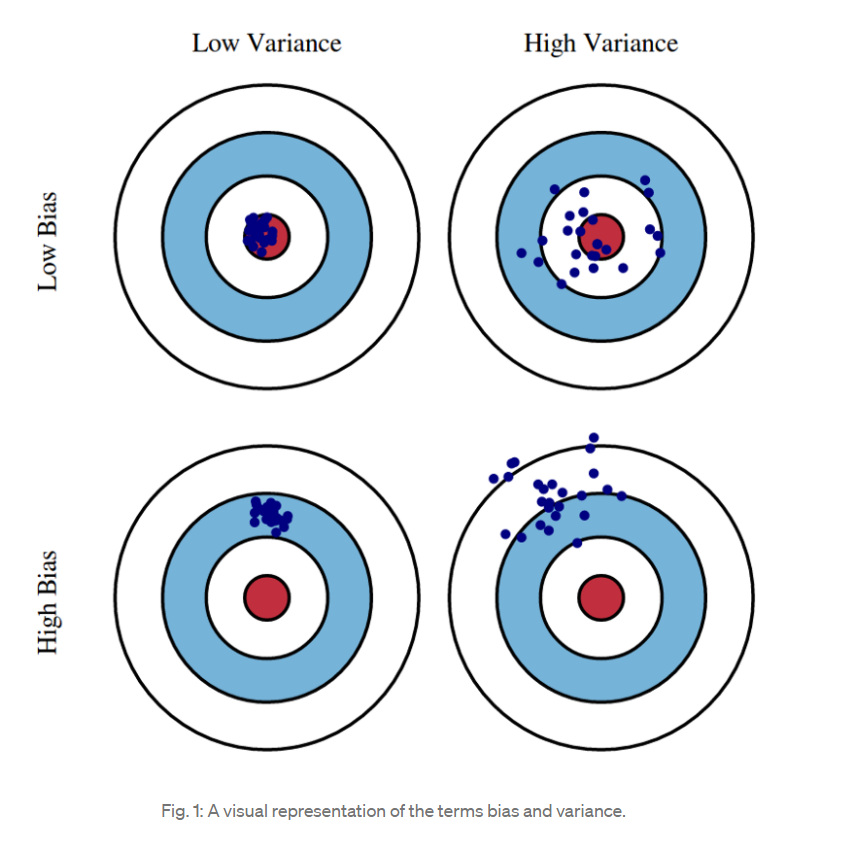 Low Variance
High Variance
Low Bias
High Bias
Fig. 1: A visual representation of the terms bias and variance.